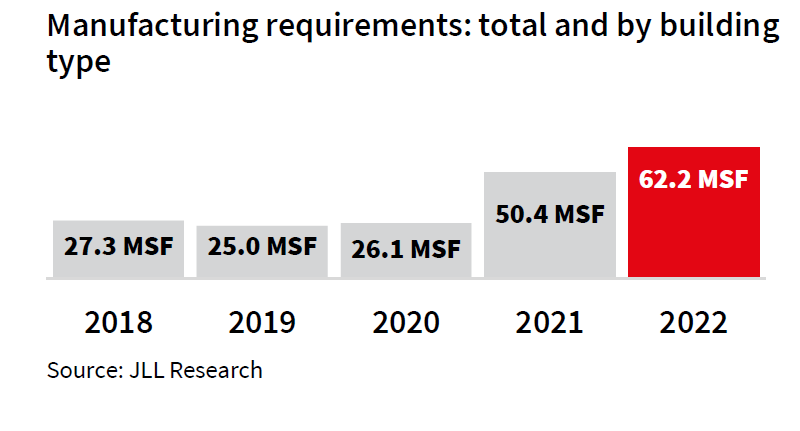 Manufacturing requirements: total and by building
type
62.2 MSF
50.4 MSF
27.3 MSF 25.0 MSF 26.1 MSF
2018 2019 2020 2021 2022
Source: JLL Research